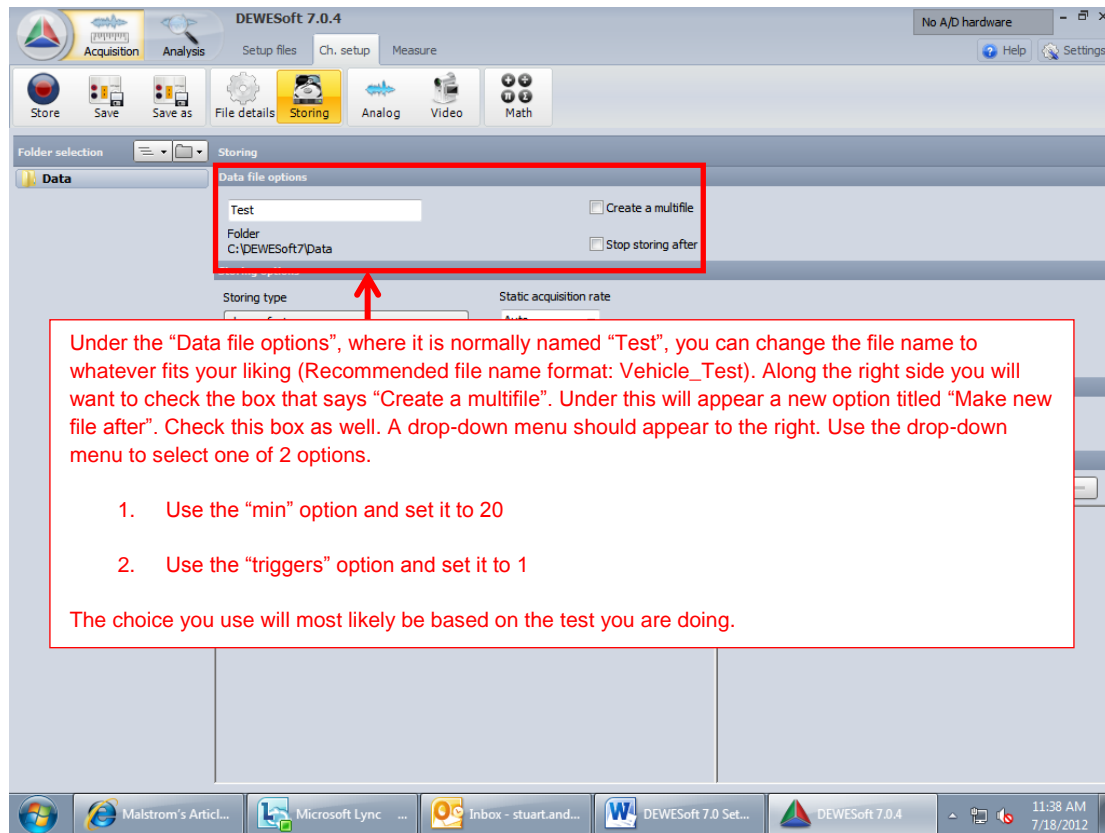 DEWESoft 7.0.4
No A/D hardware
Acquisition
Analysis
Setup files
Ch. setup
Measure
Help
Settings
Store
Save
Save as
File details
Storing
Analog
Video
Math
Folder selection
Storing
Data
Data file options
Test
Create a multifile
Folder
C:\DEWESoft7\Data
Stop storing after
Storing type
Static acquisition rate
Under the “Data file options”, where it is normally named “Test”, you can change the file name to
whatever fits your liking (Recommended file name format: Vehicle_Test). Along the right side you will
want to check the box that says “Create a multifile”. Under this will appear a new option titled “Make new
file after”. Check this box as well. A drop-down menu should appear to the right. Use the drop-down
menu to select one of 2 options.
1. Use the “min” option and set it to 20
2. Use the “triggers” option and set it to 1
The choice you use will most likely be based on the test you are doing.
Malstrom's Articl...
Microsoft Lync ...
Inbox - stuart.and...
DEWESoft 7.0 Set...
DEWESoft 7.0.4
11:38 AM
7/18/2012